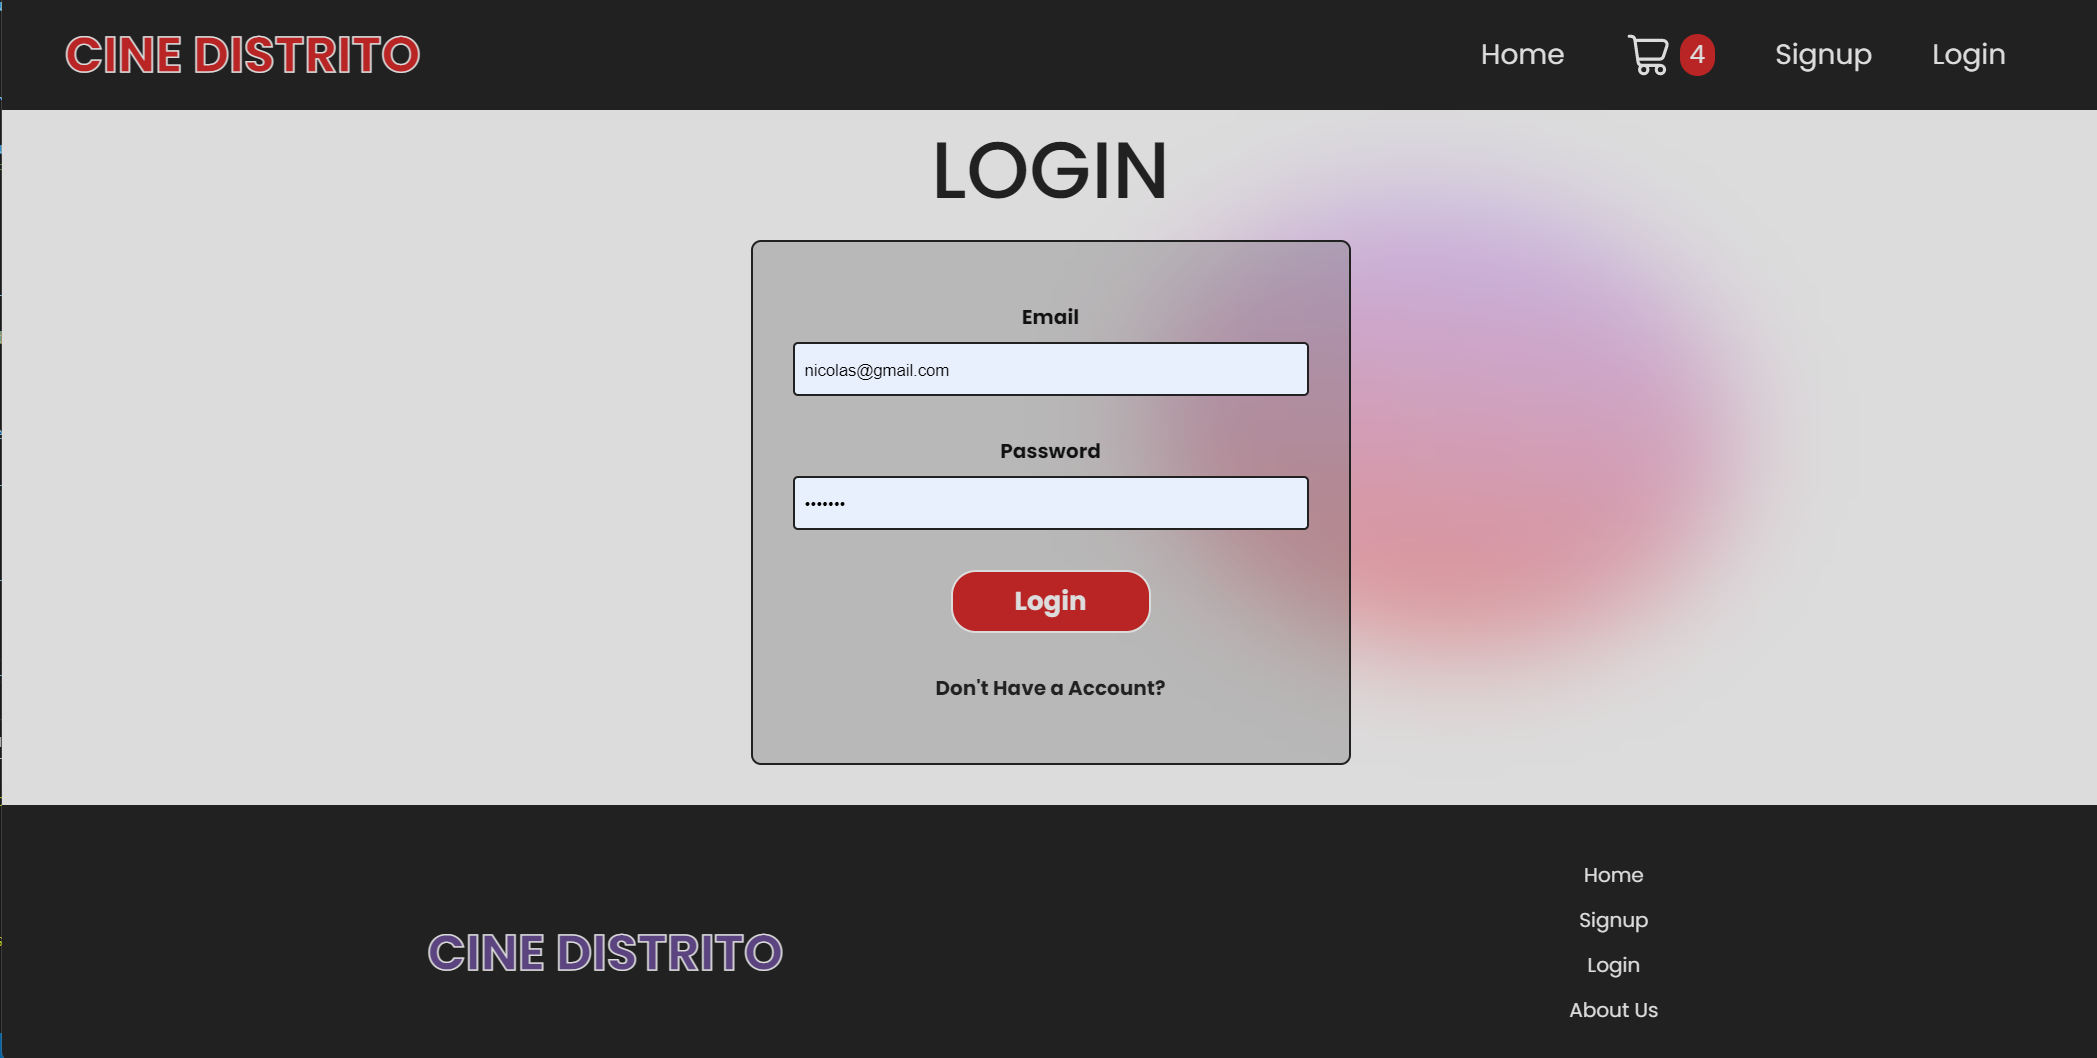 CINE DISTRITO
Home
4
Signup
Login
LOGIN
Email
nicolas@gmail.com
Password
•••••••
Login
Don't Have a Account?
CINE DISTRITO
Home
Signup
Login
About Us